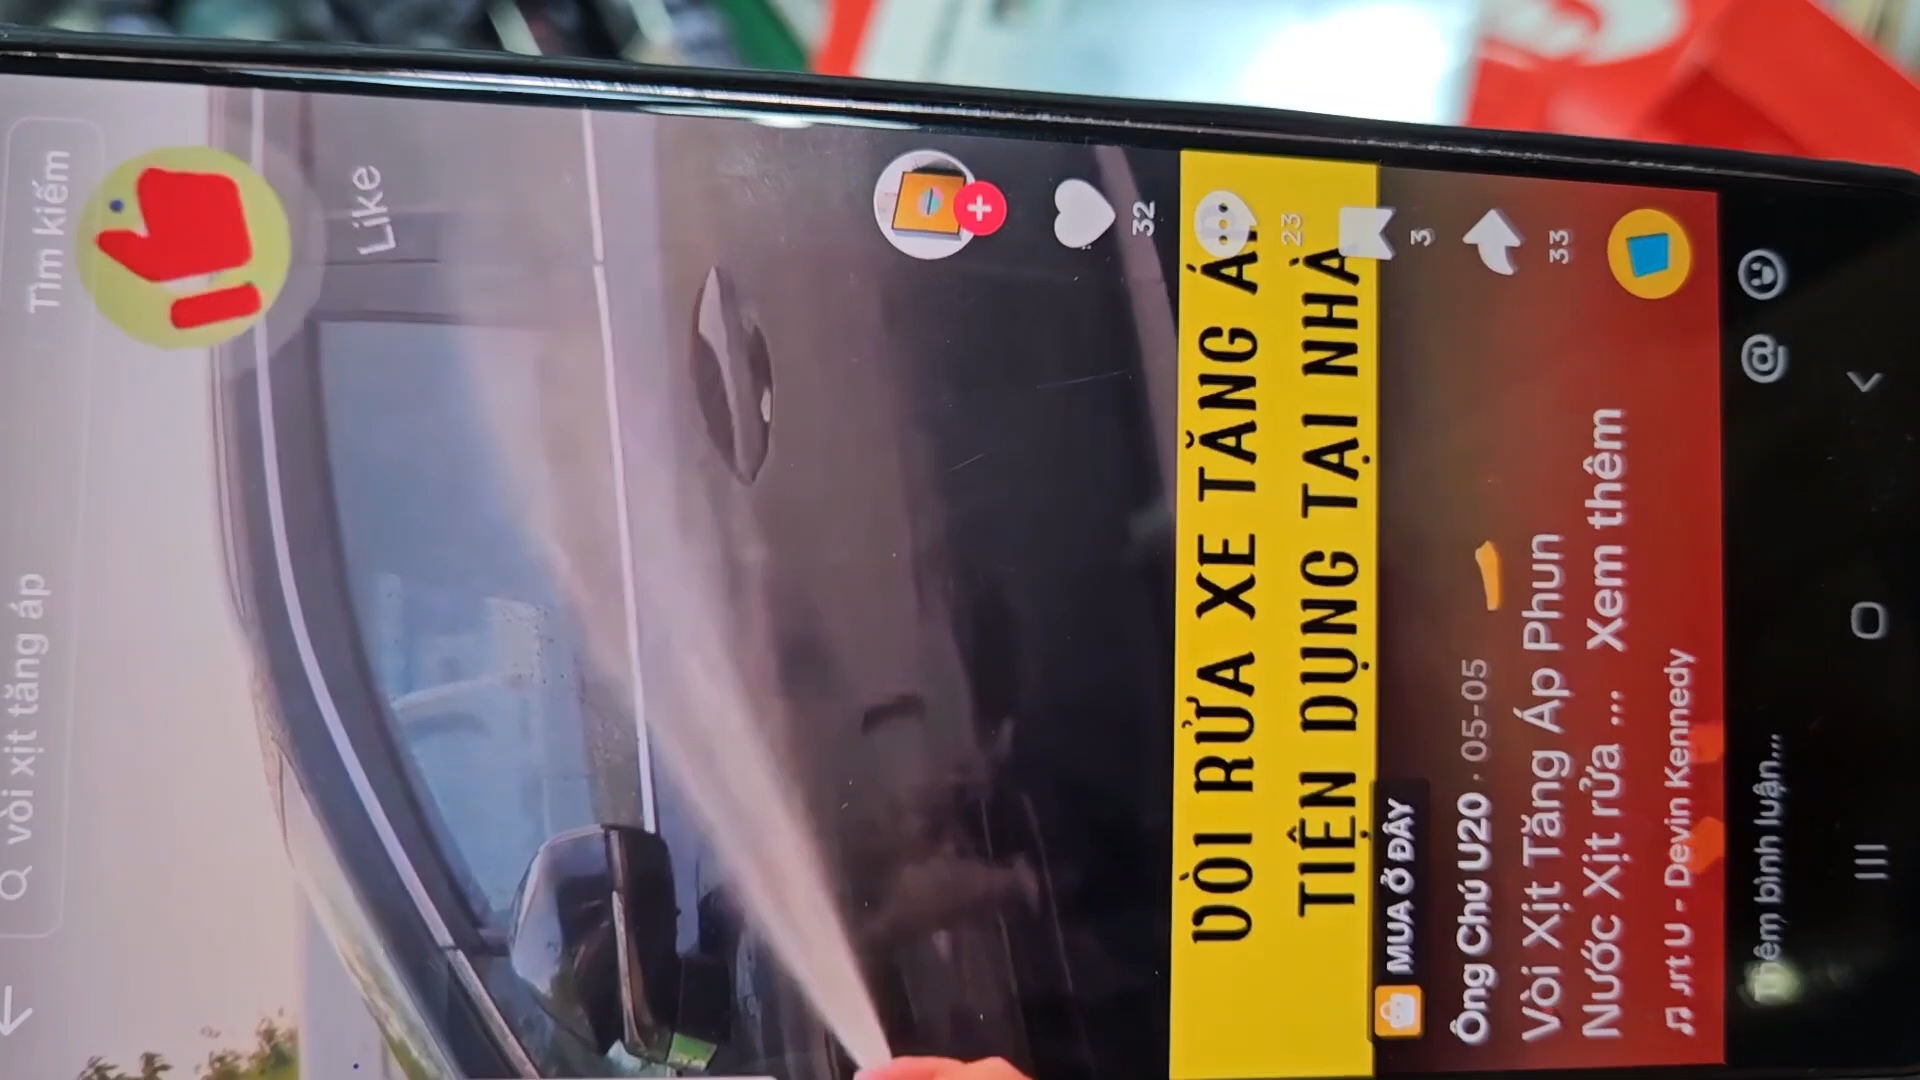 vòi xịt tăng áp
Tìm kiếm
Like
32
23
3
33
VÒI RỬA XE TĂNG Á
TIỆN DỤNG TẠI NHÀ
MUA Ở ĐÂY
Ông Chú U20 · 05-05
Vòi Xịt Tăng Áp Phun
Nước Xịt rửa ... Xem thêm
U - Devin Kennedy
Thêm bình luận...
@